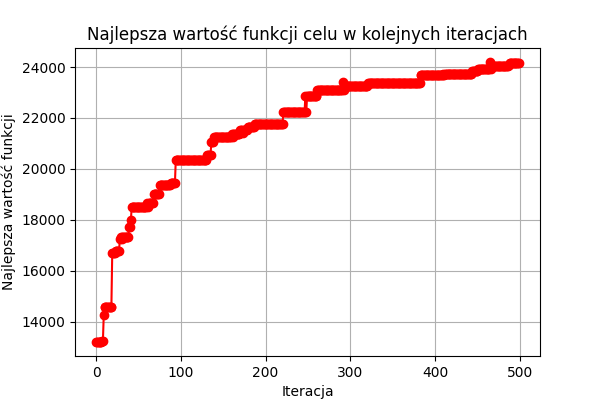 Najlepsza wartość funkcji celu w kolejnych iteracjach
Najlepsza wartość funkcji
24000
22000
20000
18000
16000
14000
0 100 200 300 400 500
Iteracja